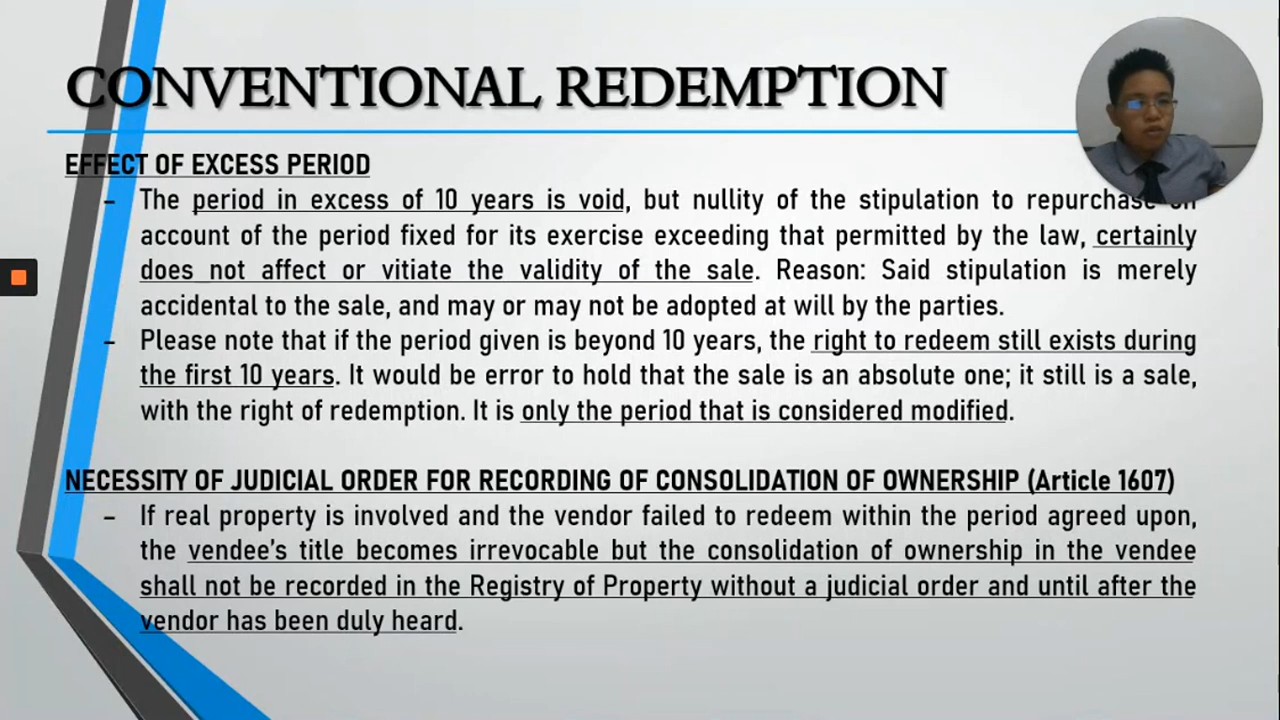 CONVENTIONAL REDEMPTION
EFFECT OF EXCESS PERIOD
- The period in excess of 10 years is void, but nullity of the stipulation to repurchase on
account of the period fixed for its exercise exceeding that permitted by the law, certainly
does not affect or vitiate the validity of the sale. Reason: Said stipulation is merely
accidental to the sale, and may or may not be adopted at will by the parties.
- Please note that if the period given is beyond 10 years, the right to redeem still exists during
the first 10 years. It would be error to hold that the sale is an absolute one; it still is a sale,
with the right of redemption. It is only the period that is considered modified.
NECESSITY OF JUDICIAL ORDER FOR RECORDING OF CONSOLIDATION OF OWNERSHIP (Article 1607)
- If real property is involved and the vendor failed to redeem within the period agreed upon,
the vendee's title becomes irrevocable but the consolidation of ownership in the vendee
shall not be recorded in the Registry of Property without a judicial order and until after the
vendor has been duly heard.